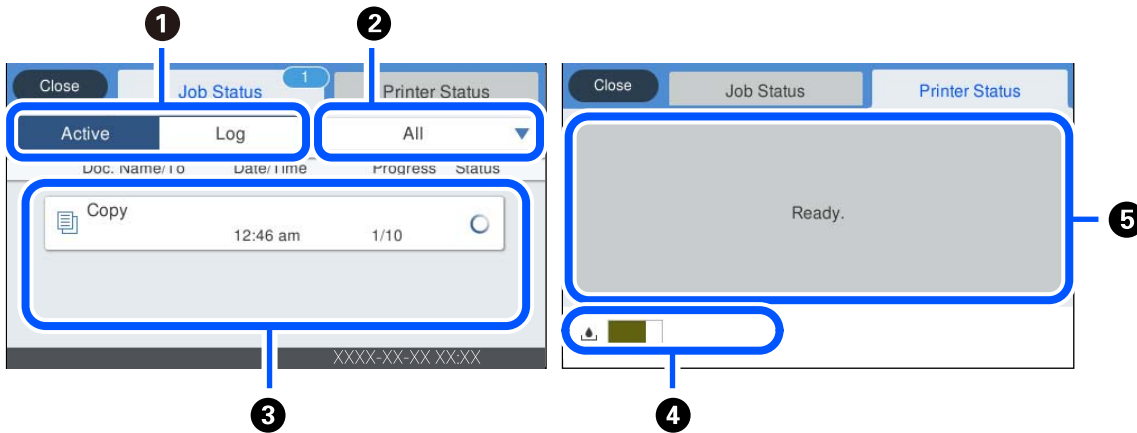 1
2
Close
Job Status
1
Printer Status
Active
Log
All
Doc. Name/To
Date/Time
Progress
Status
Copy
12:46 am
1/10
XXXX-XX-XX XX:XX
3
Close
Job Status
Printer Status
Ready.
5
4